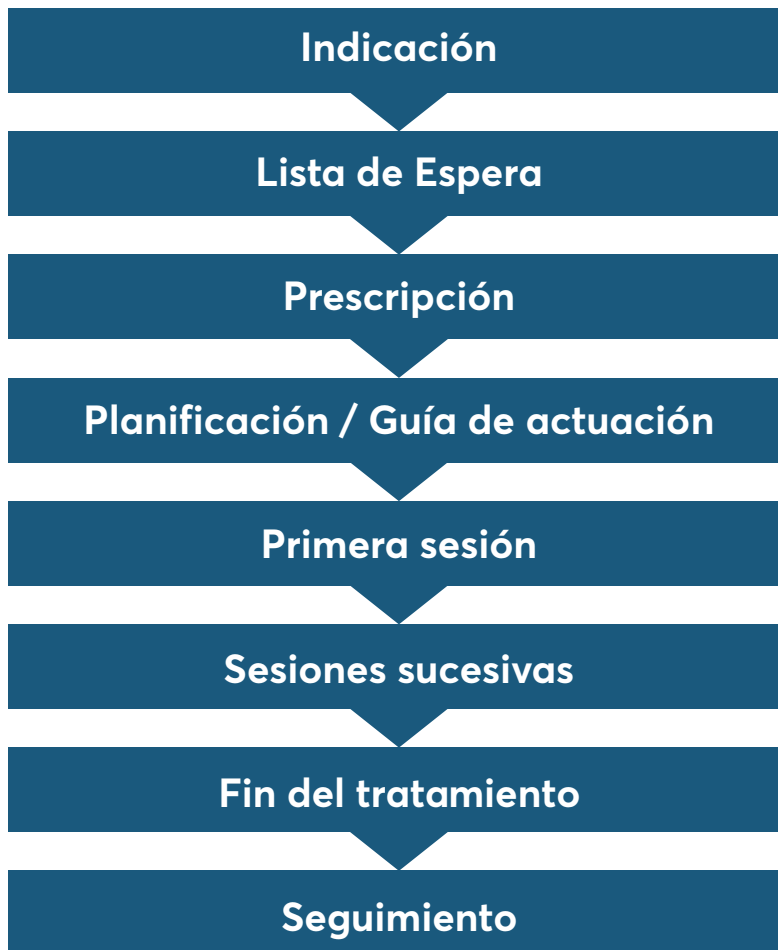 Indicación
Lista de Espera
Prescripción
Planificación / Guía de actuación
Primera sesión
Sesiones sucesivas
Fin del tratamiento
Seguimiento